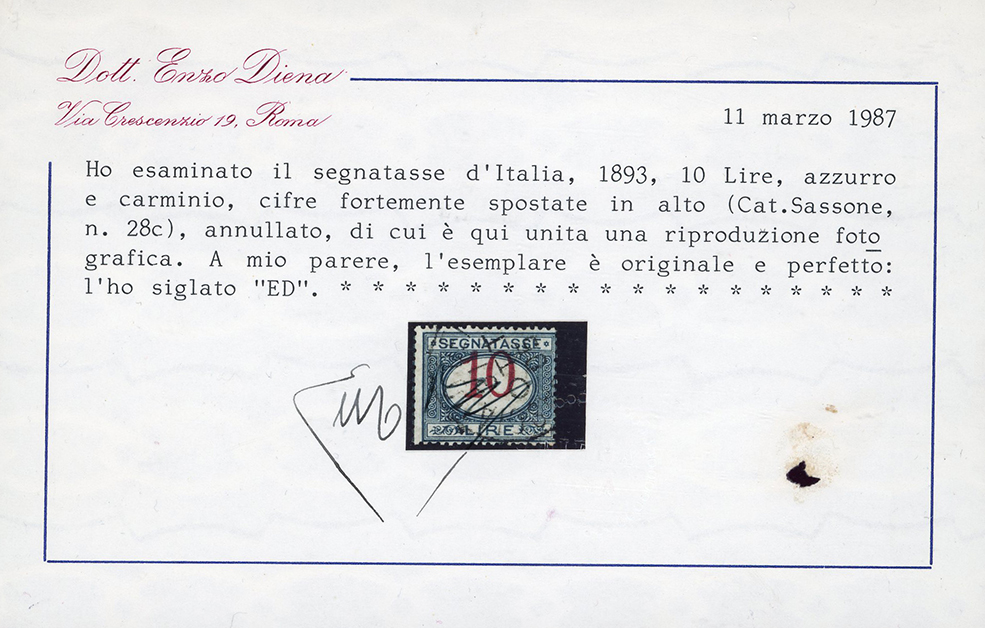 Dott. Enzo Diena
Via Crescenzio 19, Roma
11 marzo 1987
Ho esaminato il segnatasse d'Italia, 1893, 10 Lire, azzurro
e carminio, cifre fortemente spostate in alto (Cat.Sassone,
n. 28c), annullato, di cui è qui unita una riproduzione foto
grafica. A mio parere, l'esemplare è originale e perfetto:
l'ho siglato "ED". * * * * * * * * * * * * * * * * * * *
SEGNATASSE
10
LIRE